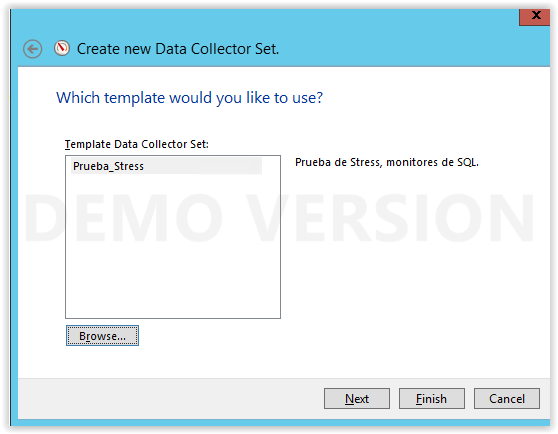 X
Create new Data Collector Set.
Which template would you like to use?
Template Data Collector Set:
Prueba_Stress
Prueba de Stress, monitores de SQL.
DEMO VERSION
Browse...
Next
Finish
Cancel